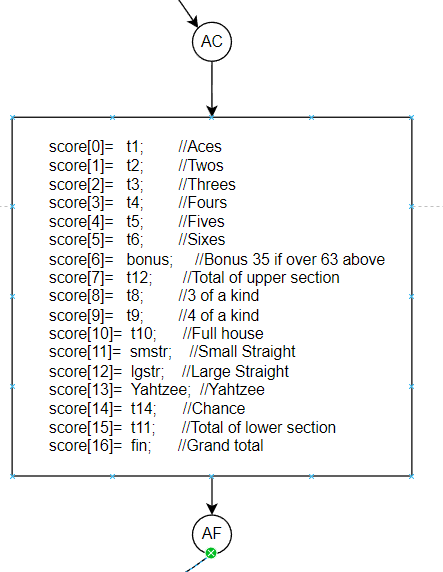 AC
score[0]= t1; //Aces
score[1]= t2; //Twos
score[2]= t3; //Threes
score[3]= t4; //Fours
score[4]= t5; //Fives
score[5]= t6; //Sixes
score[6]= bonus; //Bonus 35 if over 63 above
score[7]= t12; //Total of upper section
score[8]= t8; //3 of a kind
score[9]= t9; //4 of a kind
score[10]= t10; //Full house
score[11]= smstr; //Small Straight
score[12]= lgstr; //Large Straight
score[13]= Yahtzee; //Yahtzee
score[14]= t14; //Chance
score[15]= t11; //Total of lower section
score[16]= fin; //Grand total
AF